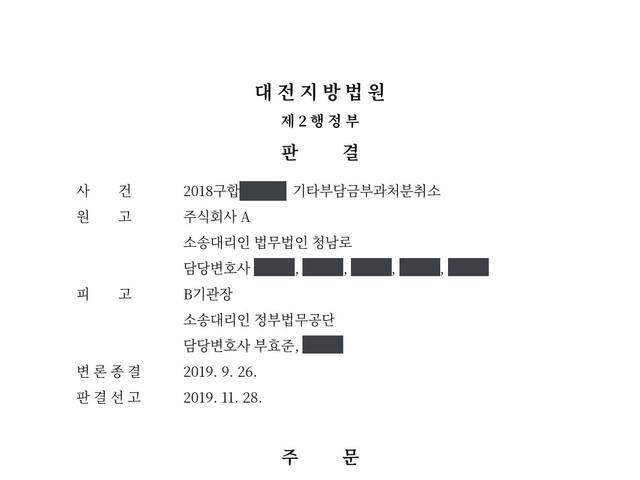 대전지방법원
제2행정부
판 결
사 건 2018구합 기타부담금부과처분취소
원 고 주식회사 A
소송대리인 법무법인 청남로
담당변호사 , , , ,
피 고 B기관장
소송대리인 정부법무공단
담당변호사 부효준,
변론종결 2019. 9. 26.
판결선고 2019. 11. 28.
주 문